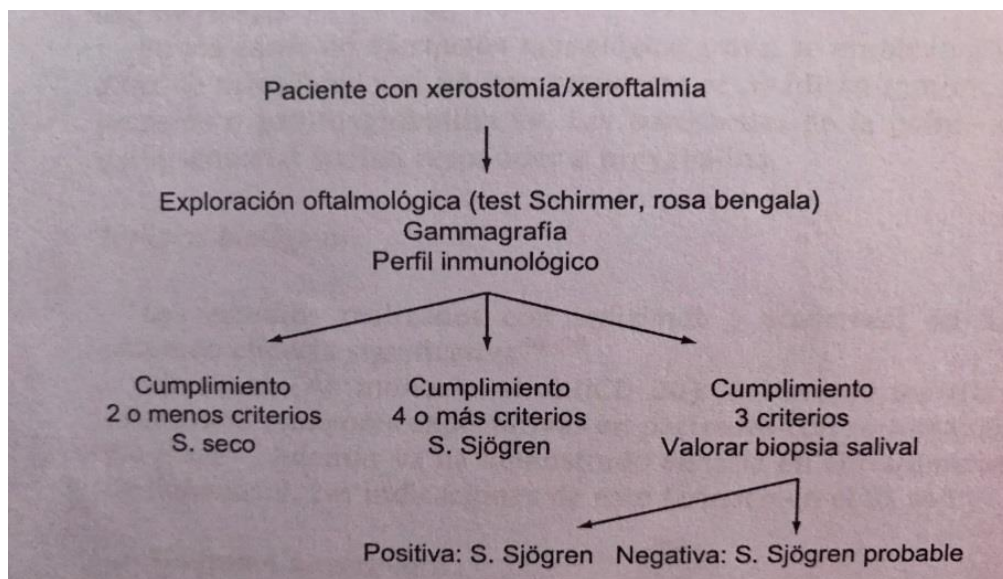 Paciente con xerostomía/xeroftalmía
Exploración oftalmológica (test Schirmer, rosa bengala)
Gammagrafía
Perfil inmunológico
Cumplimiento
2 o menos criterios
S. seco
Cumplimiento
4 o más criterios
S. Sjögren
Cumplimiento
3 criterios
Valorar biopsia salival
Positiva: S. Sjögren
Negativa: S. Sjögren probable